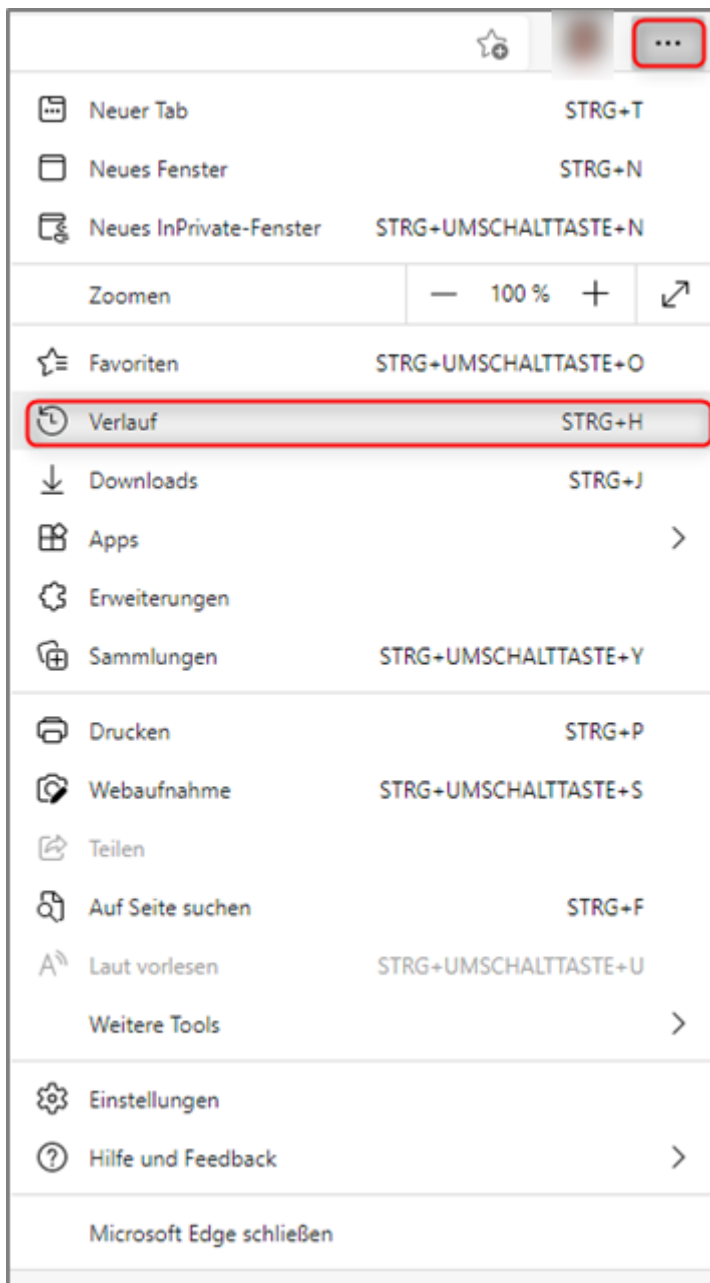 Neuer Tab STRG+T
Neues Fenster STRG+N
Neues InPrivate-Fenster STRG+UMSCHALTTASTE+N
Zoomen — 100 % +
Favoriten STRG+UMSCHALTTASTE+O
Verlauf STRG+H
Downloads STRG+J
Apps
Erweiterungen
Sammlungen STRG+UMSCHALTTASTE+Y
Drucken STRG+P
Webaufnahme STRG+UMSCHALTTASTE+S
Teilen
Auf Seite suchen STRG+F
Laut vorlesen STRG+UMSCHALTTASTE+U
Weitere Tools
Einstellungen
Hilfe und Feedback
Microsoft Edge schließen